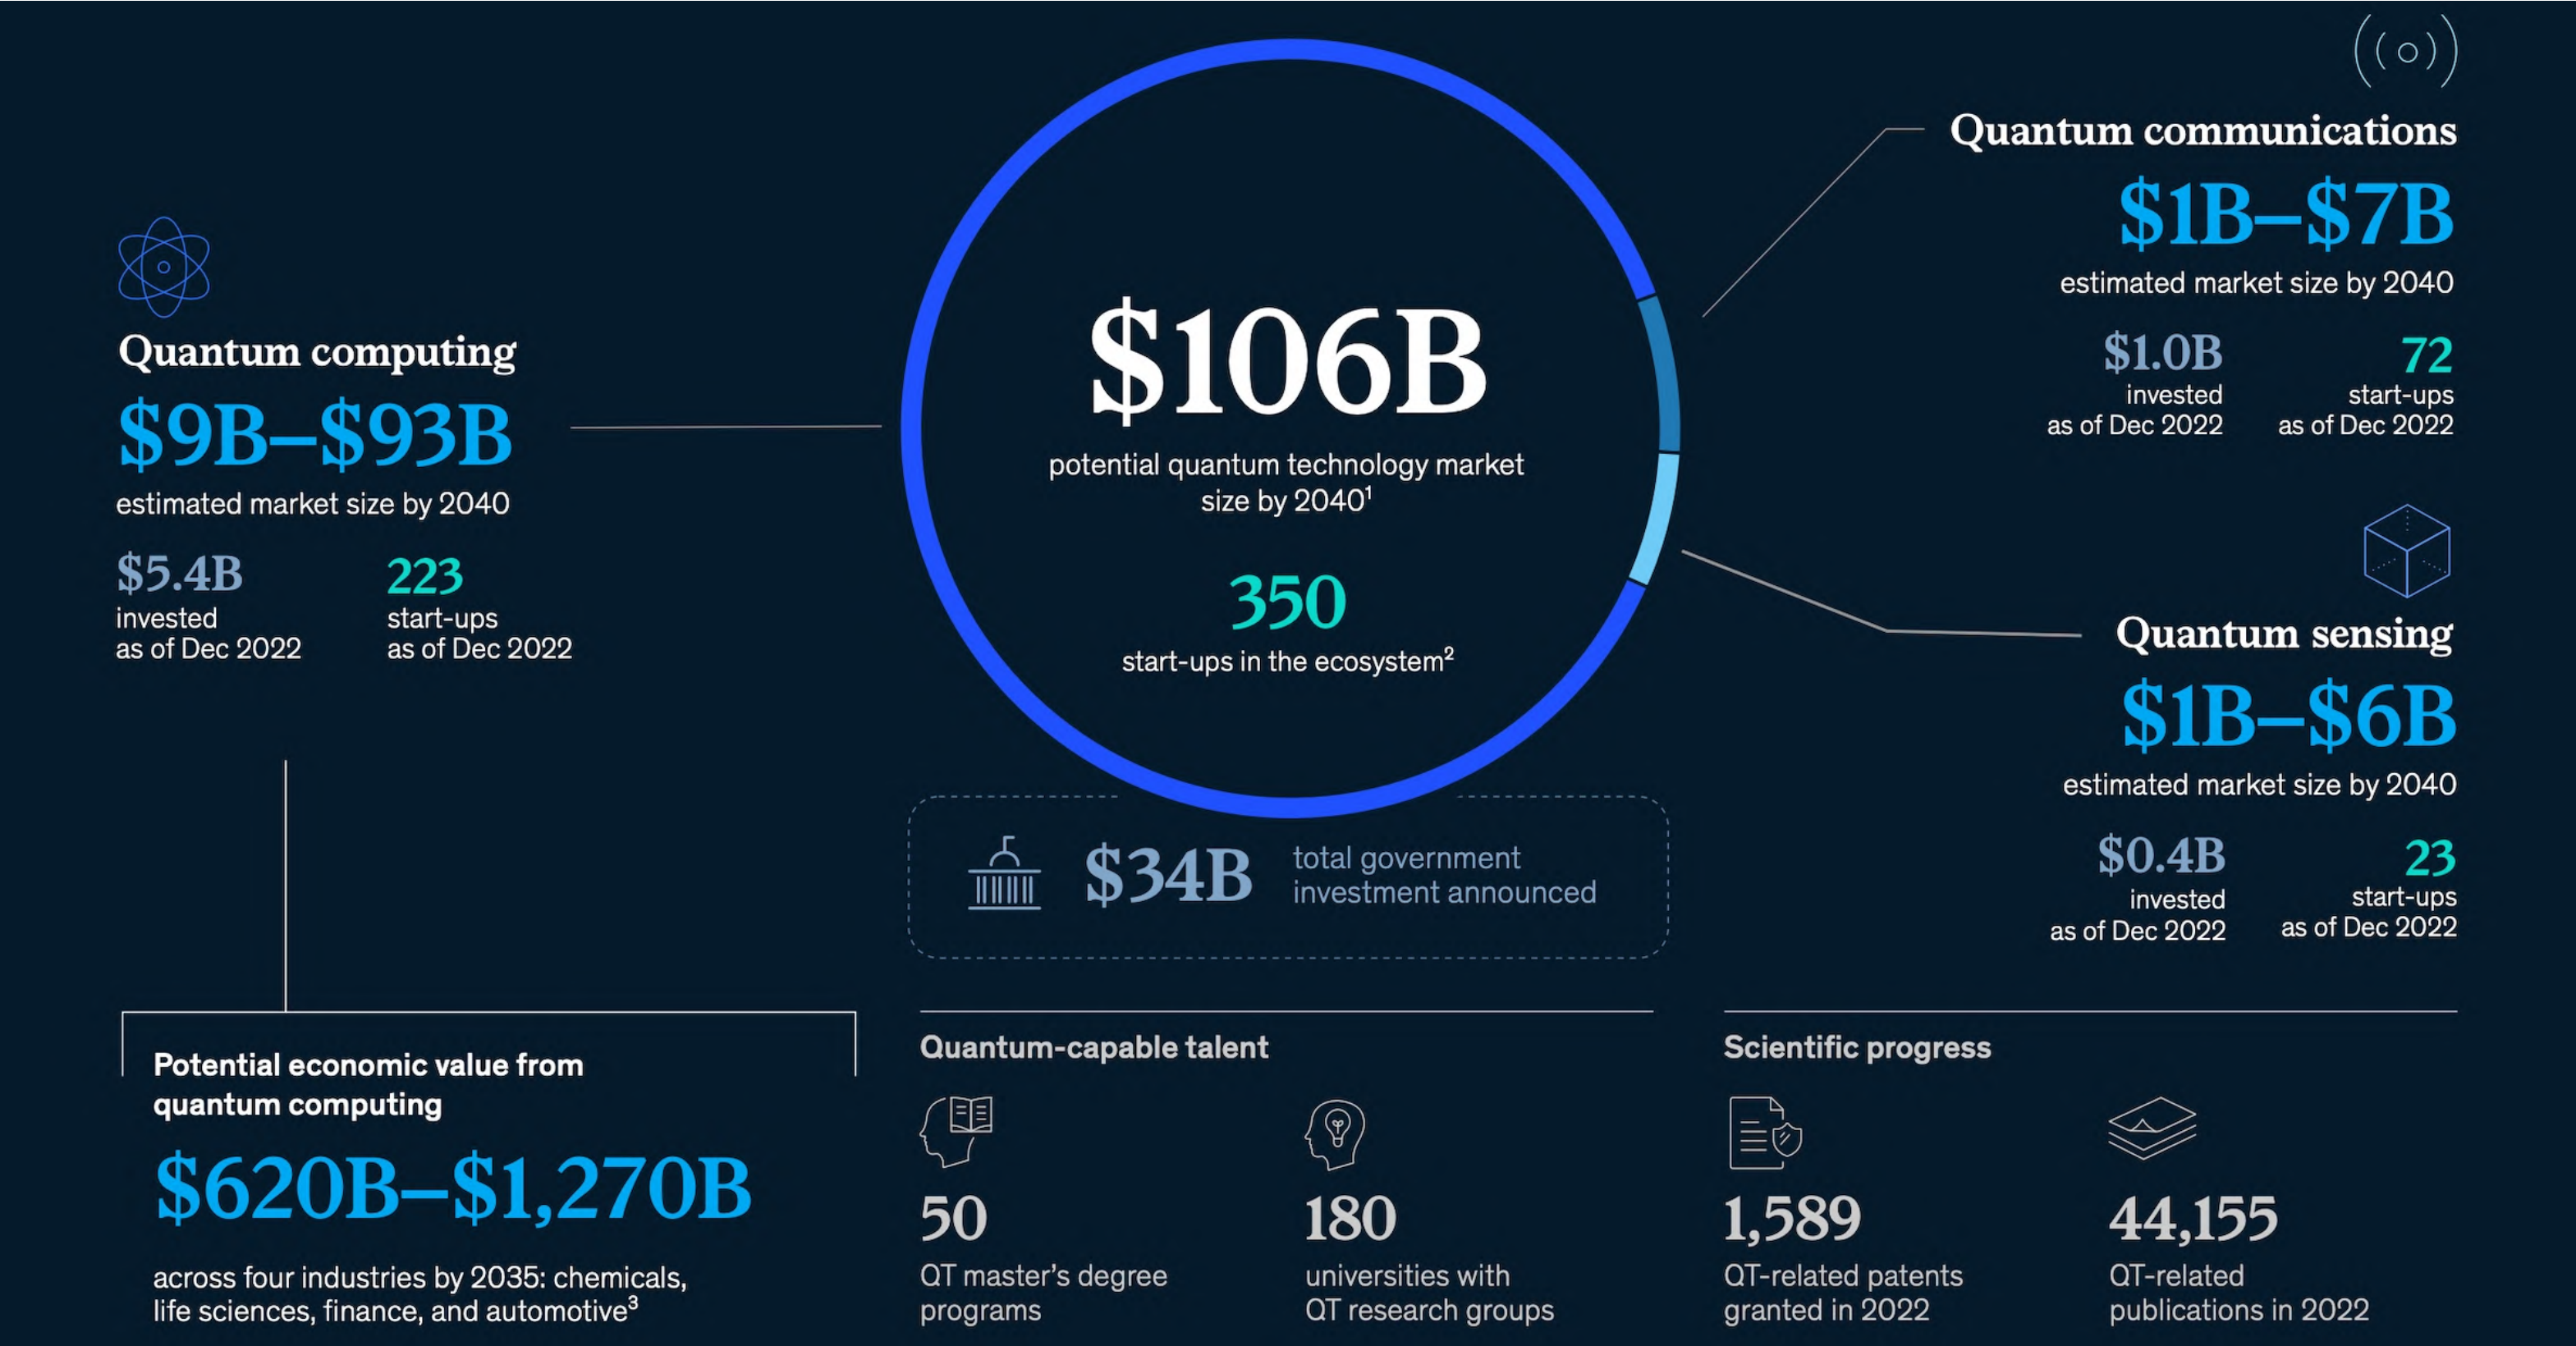 Quantum computing
$9B–$93B
estimated market size by 2040
$5.4B
invested
as of Dec 2022
223
start-ups
as of Dec 2022
$106B
potential quantum technology market
size by 2040¹
350
start-ups in the ecosystem²
$34B
total government
investment announced
Quantum communications
$1B–$7B
estimated market size by 2040
$1.0B
invested
as of Dec 2022
72
start-ups
as of Dec 2022
Quantum sensing
$1B–$6B
estimated market size by 2040
$0.4B
invested
as of Dec 2022
23
start-ups
as of Dec 2022
Potential economic value from
quantum computing
$620B–$1,270B
across four industries by 2035: chemicals,
life sciences, finance, and automotive³
Quantum-capable talent
50
QT master’s degree
programs
180
universities with
QT research groups
Scientific progress
1,589
QT-related patents
granted in 2022
44,155
QT-related
publications in 2022